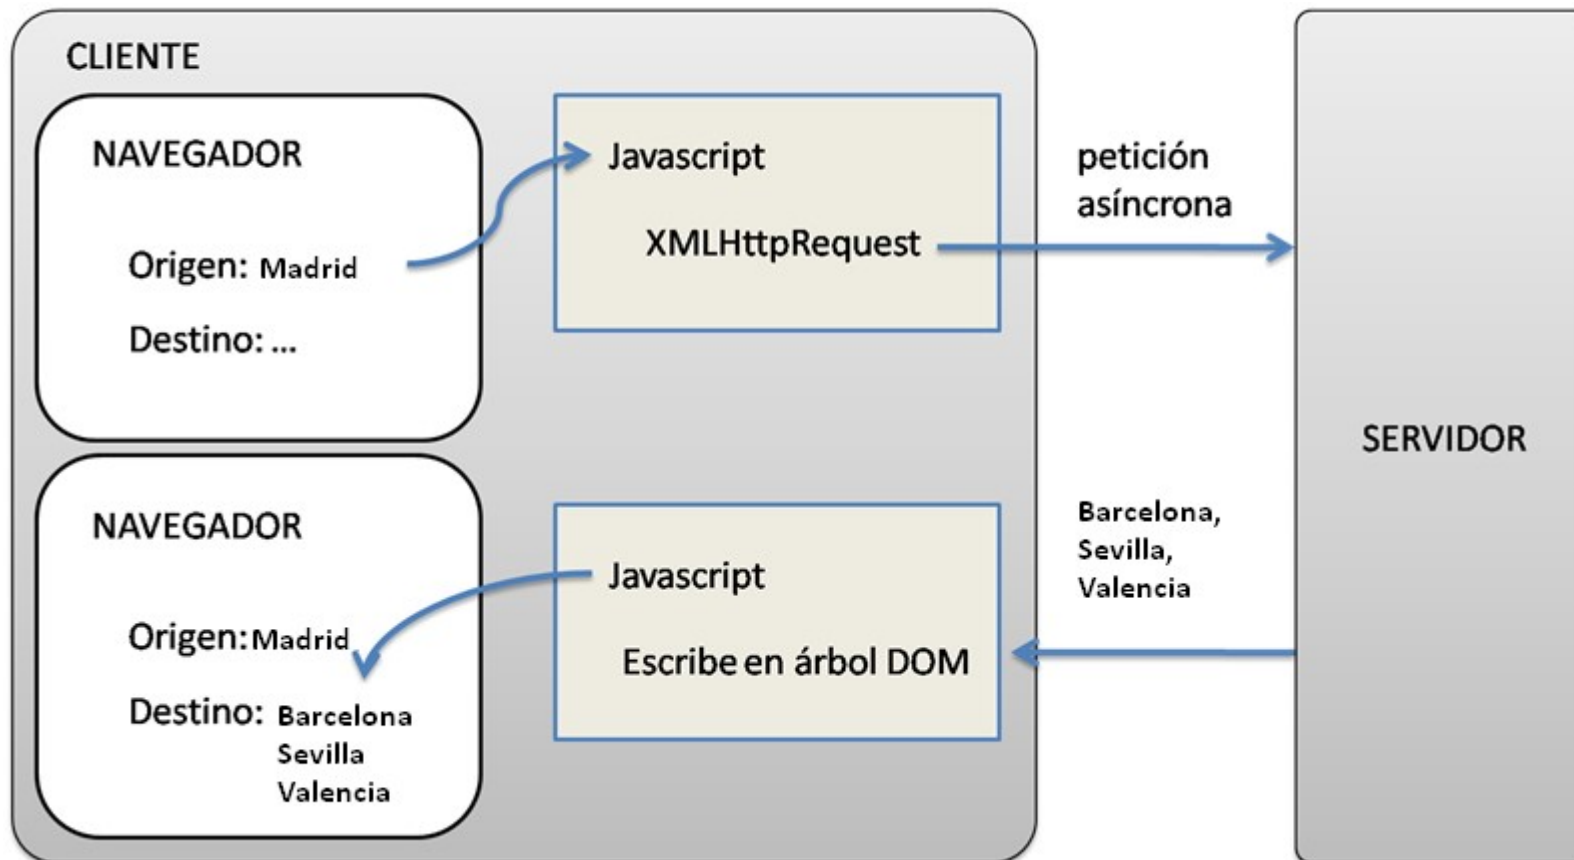 CLIENTE
NAVEGADOR
Origen: Madrid
Destino: ...
Javascript
XMLHttpRequest
petición
asíncrona
SERVIDOR
NAVEGADOR
Origen: Madrid
Destino: Barcelona
Sevilla
Valencia
Javascript
Escribe en árbol DOM
Barcelona,
Sevilla,
Valencia